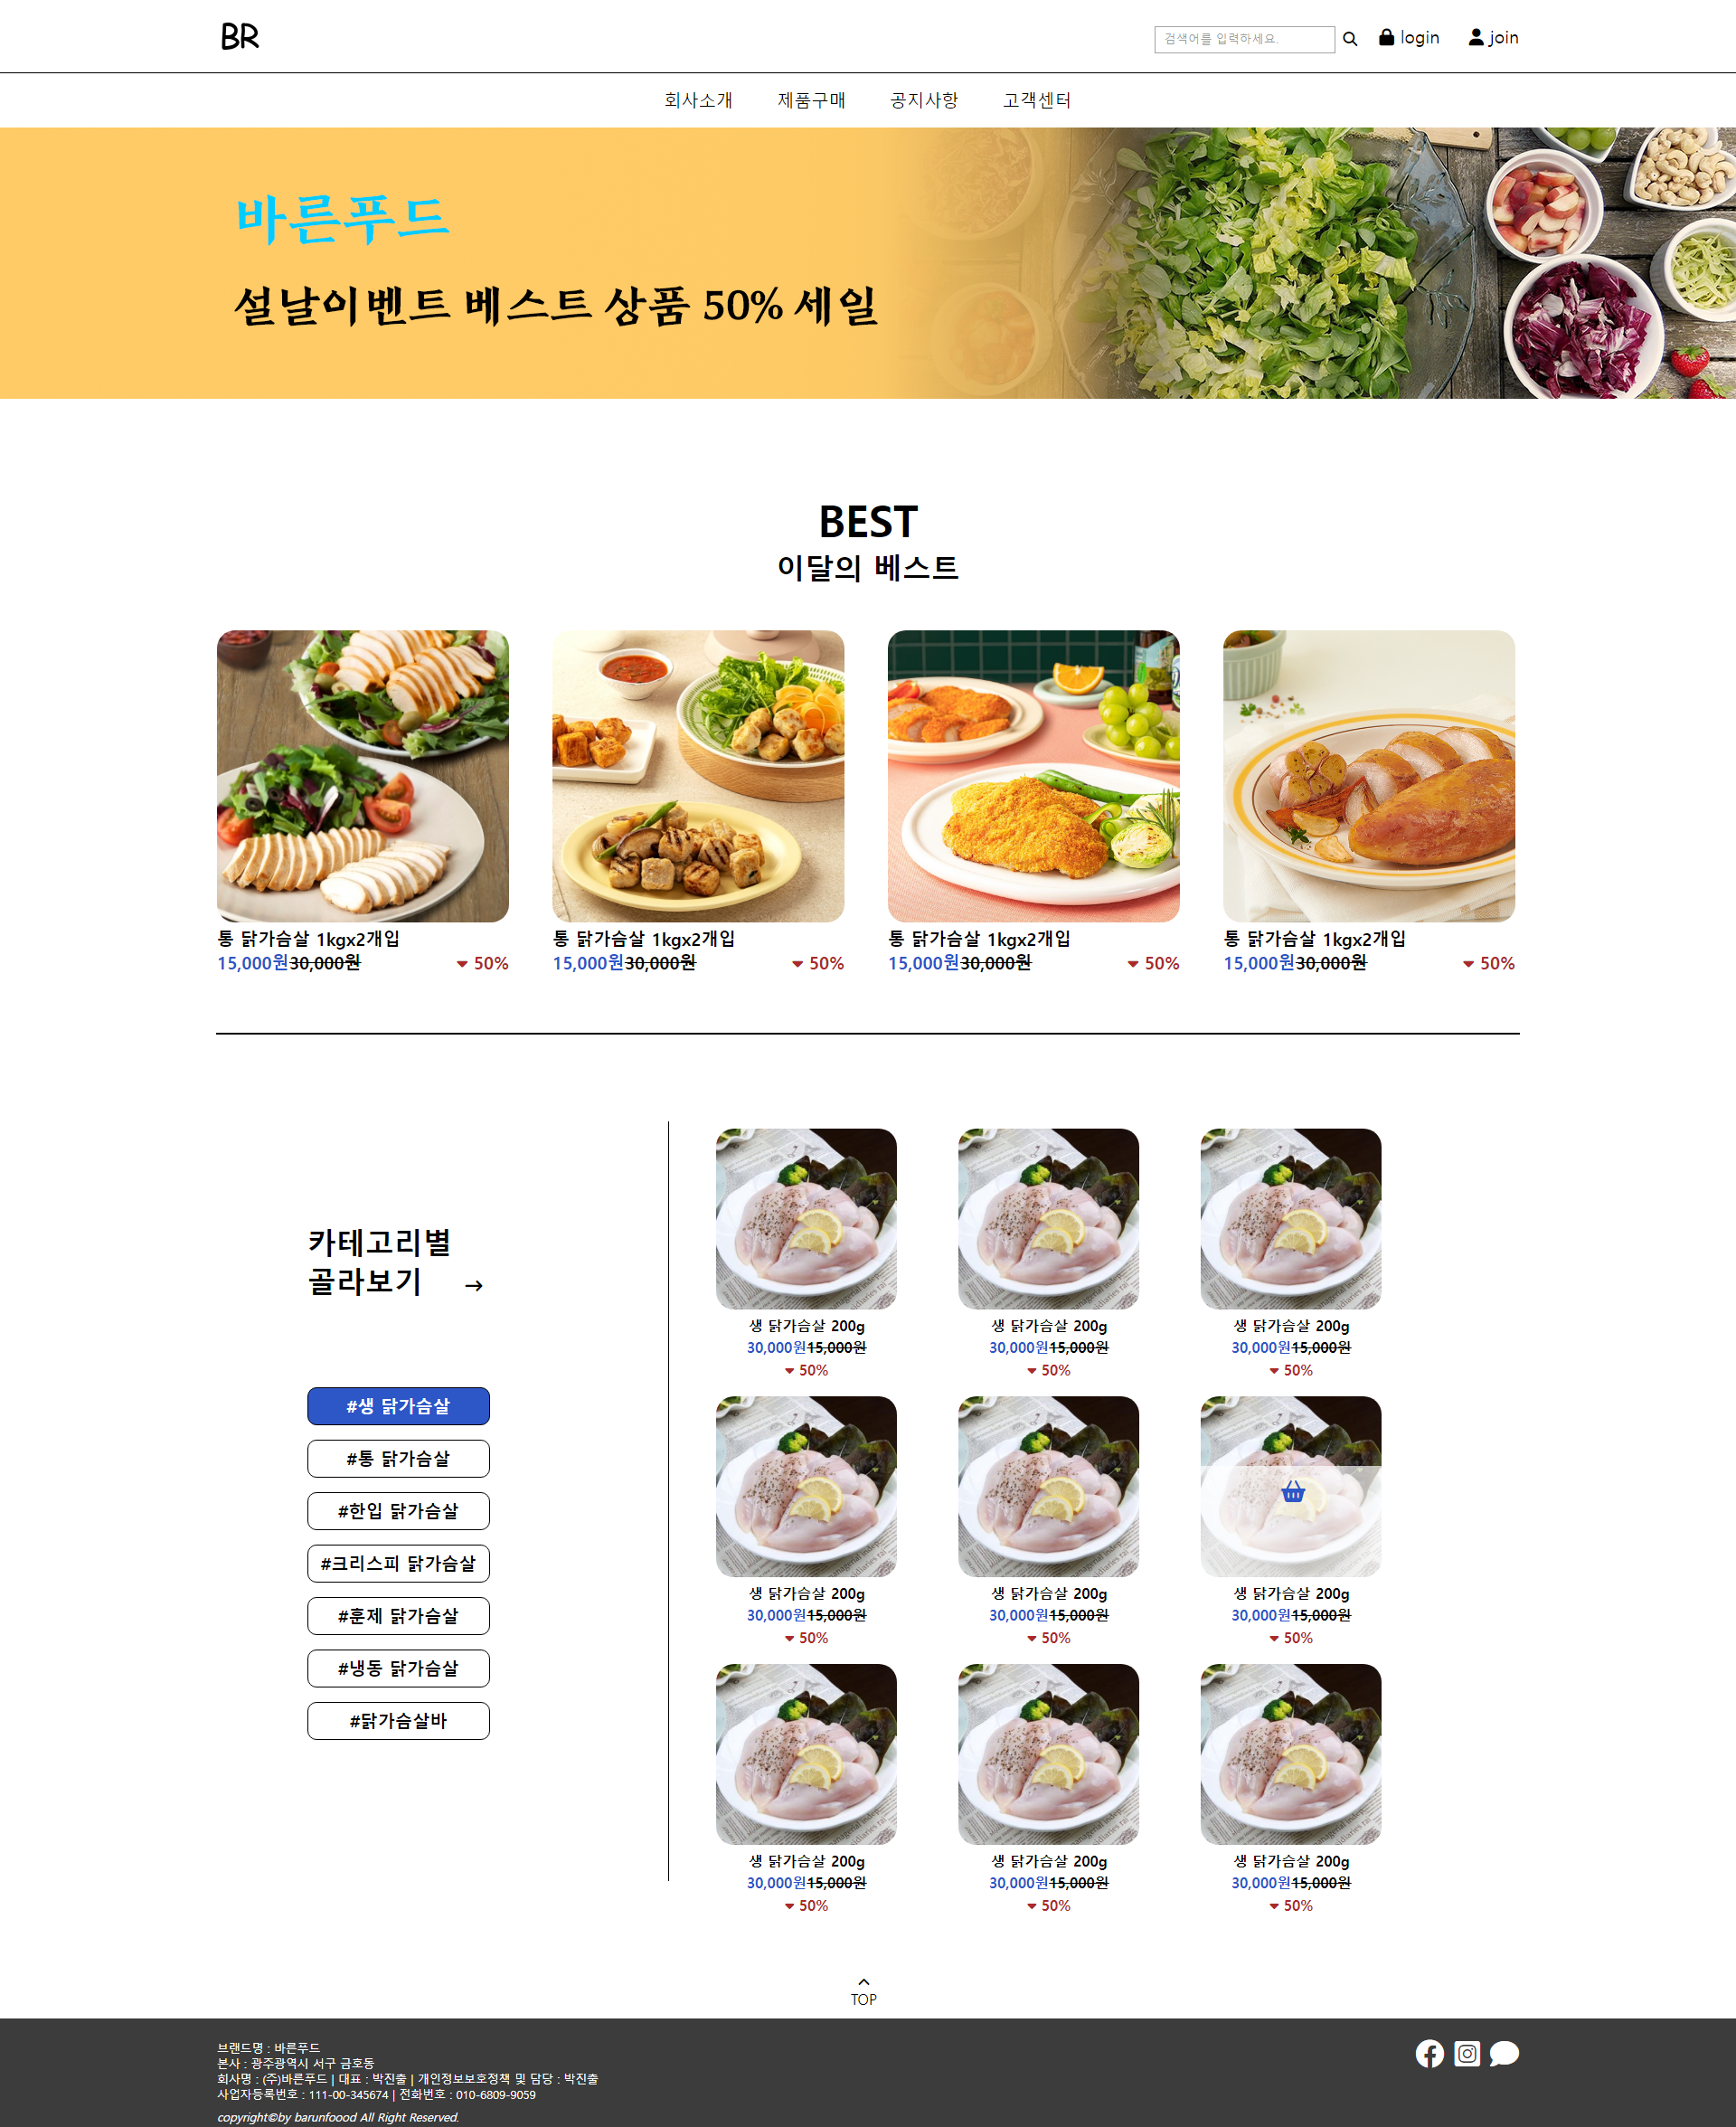 BR
검색어를 입력하세요.
login
join
회사소개 제품구매 공지사항 고객센터
바른푸드
설날이벤트 베스트 상품 50% 세일
BEST
이달의 베스트
통 닭가슴살 1kgx2개입
15,000원30,000원 50%
통 닭가슴살 1kgx2개입
15,000원30,000원 50%
통 닭가슴살 1kgx2개입
15,000원30,000원 50%
통 닭가슴살 1kgx2개입
15,000원30,000원 50%
카테고리별
골라보기 →
#생 닭가슴살
#통 닭가슴살
#한입 닭가슴살
#크리스피 닭가슴살
#훈제 닭가슴살
#냉동 닭가슴살
#닭가슴살바
생 닭가슴살 200g
30,000원15,000원
50%
생 닭가슴살 200g
30,000원15,000원
50%
생 닭가슴살 200g
30,000원15,000원
50%
생 닭가슴살 200g
30,000원15,000원
50%
생 닭가슴살 200g
30,000원15,000원
50%
생 닭가슴살 200g
30,000원15,000원
50%
생 닭가슴살 200g
30,000원15,000원
50%
생 닭가슴살 200g
30,000원15,000원
50%
생 닭가슴살 200g
30,000원15,000원
50%
TOP
브랜드명 : 바른푸드
본사 : 광주광역시 서구 금호동
회사명 : (주)바른푸드 | 대표 : 박진출 | 개인정보보호정책 및 담당 : 박진출
사업자등록번호 : 111-00-345674 | 전화번호 : 010-6809-9059
copyright©by barunfoood All Right Reserved.